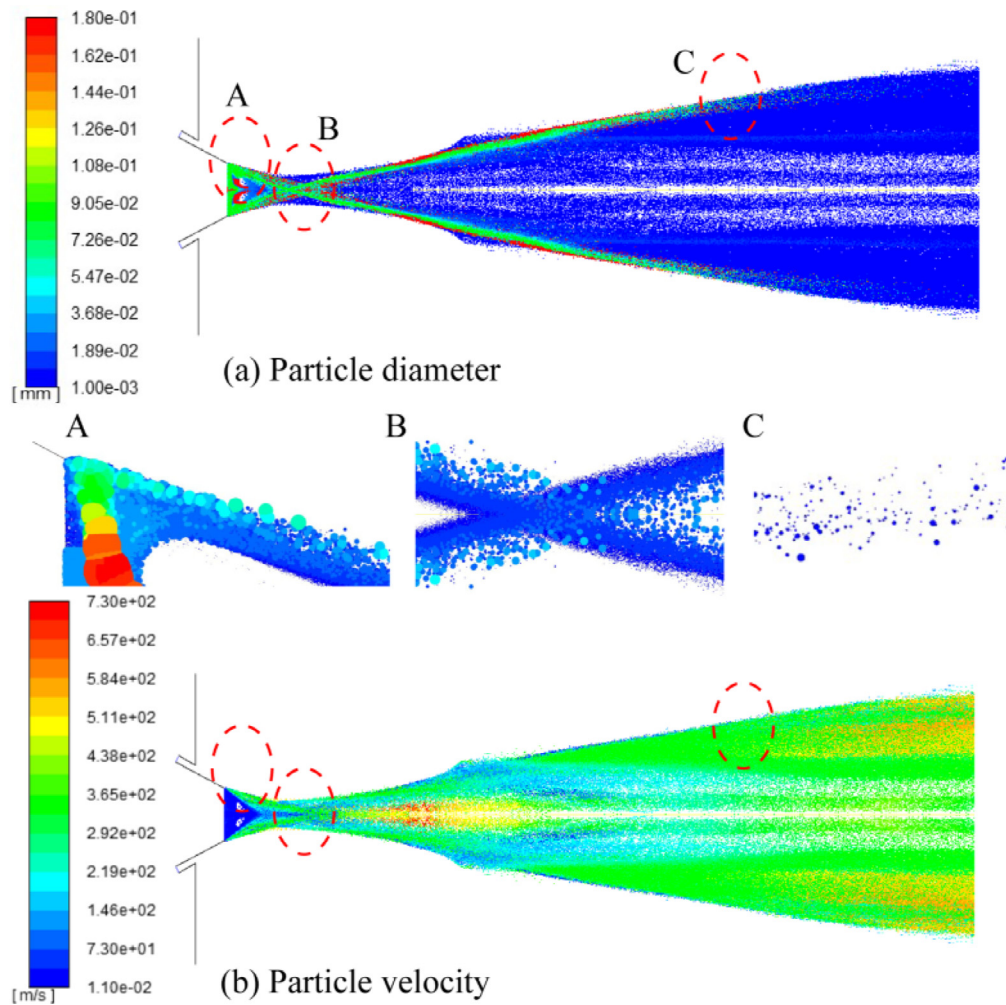 1.80e-01
1.62e-01
1.44e-01
1.26e-01
1.08e-01
9.05e-02
7.26e-02
5.47e-02
3.68e-02
1.89e-02
1.00e-03
[ mm ]
A
B
C
(a) Particle diameter
A
B
C
7.30e+02
6.57e+02
5.84e+02
5.11e+02
4.38e+02
3.65e+02
2.92e+02
2.19e+02
1.46e+02
7.30e+01
1.10e-02
[m/s]
(b) Particle velocity